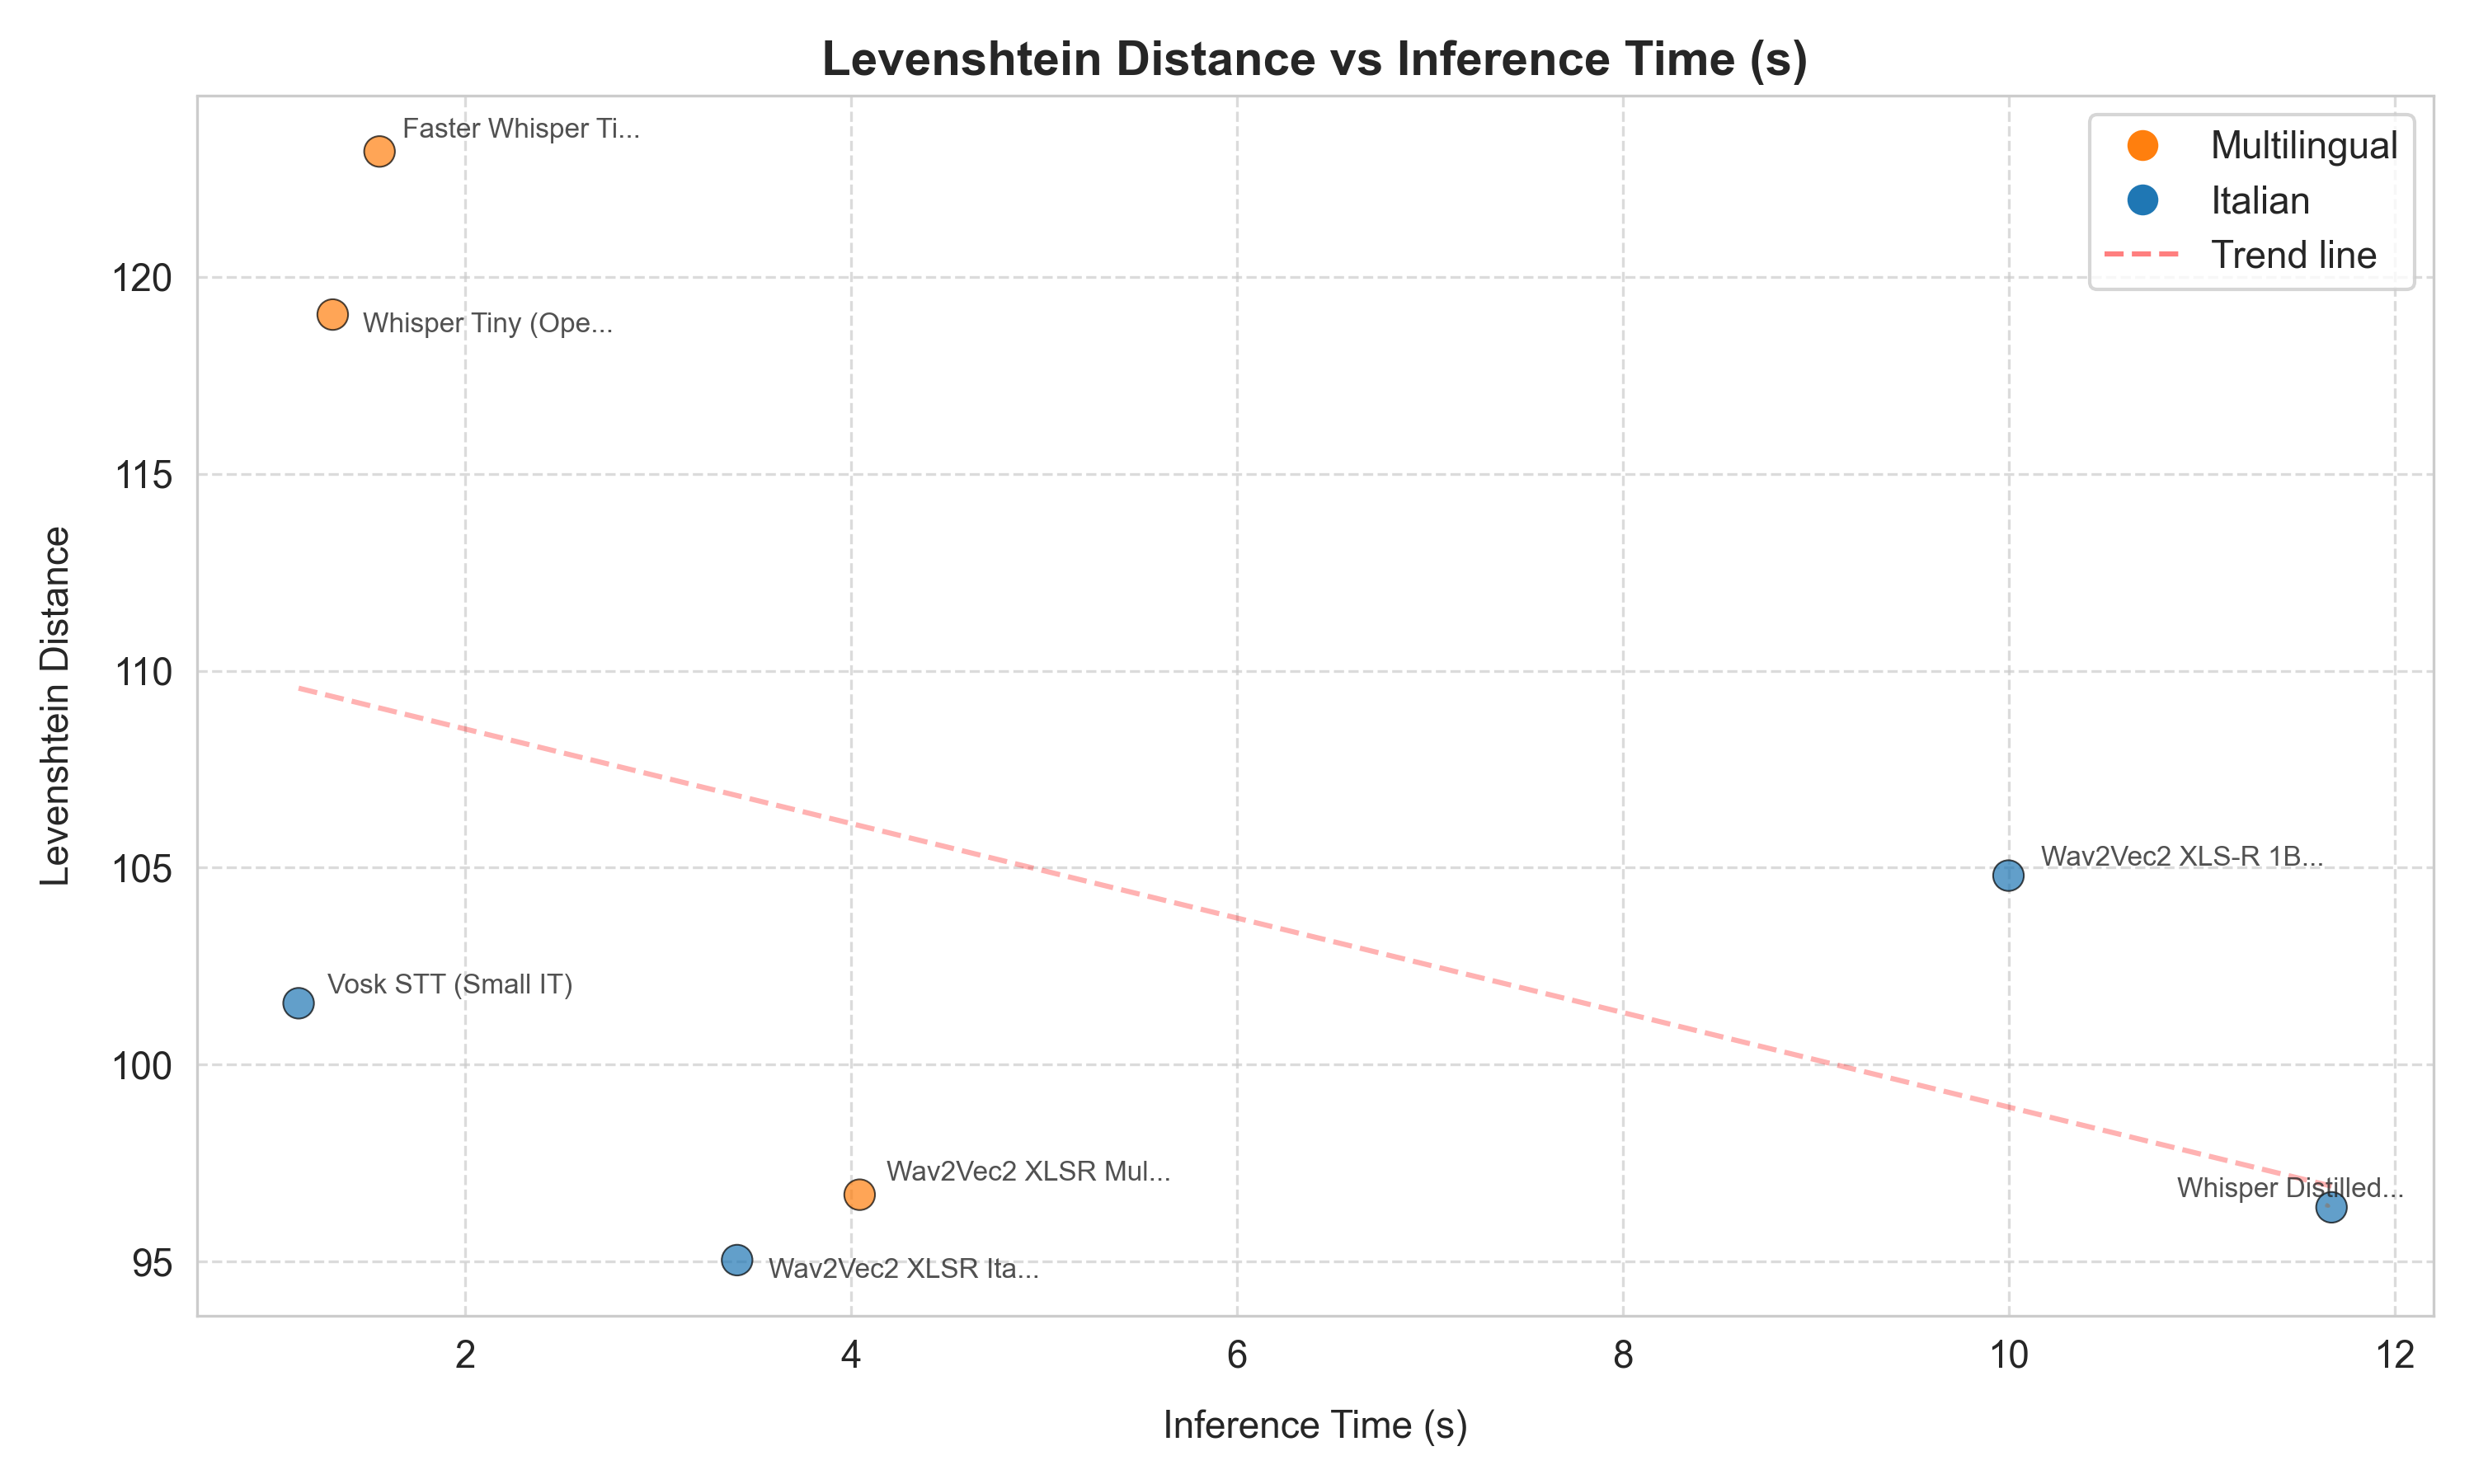 Levenshtein Distance vs Inference Time (s)
Faster Whisper Ti...
Multilingual
Italian
Trend line
120
Whisper Tiny (Ope...
115
Levenshtein Distance
110
105
Wav2Vec2 XLS-R 1B...
Vosk STT (Small IT)
100
Wav2Vec2 XLSR Mul...
Whisper Distilled...
95
Wav2Vec2 XLSR Ita...
2
4
6
8
10
12
Inference Time (s)